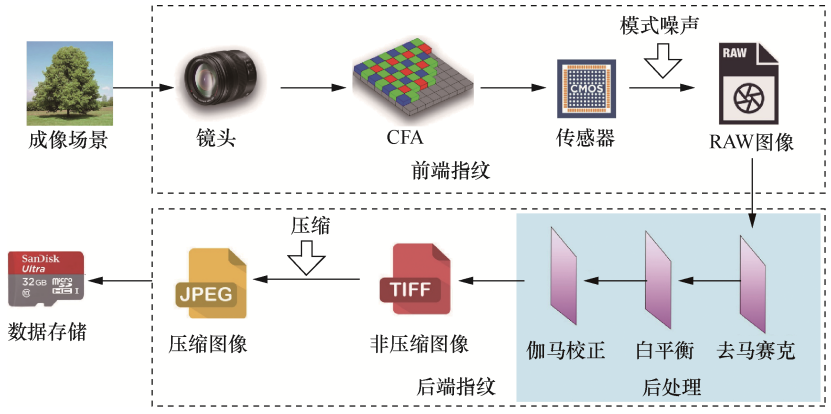 模式噪声
RAW
CMOS
成像场景
镜头
CFA
传感器
RAW图像
前端指纹
压缩
SanDisk
Ultra
32GB
micro
HC I
10
JPEG
TIFF
数据存储
压缩图像
非压缩图像
伽马校正
白平衡
去马赛克
后端指纹
后处理